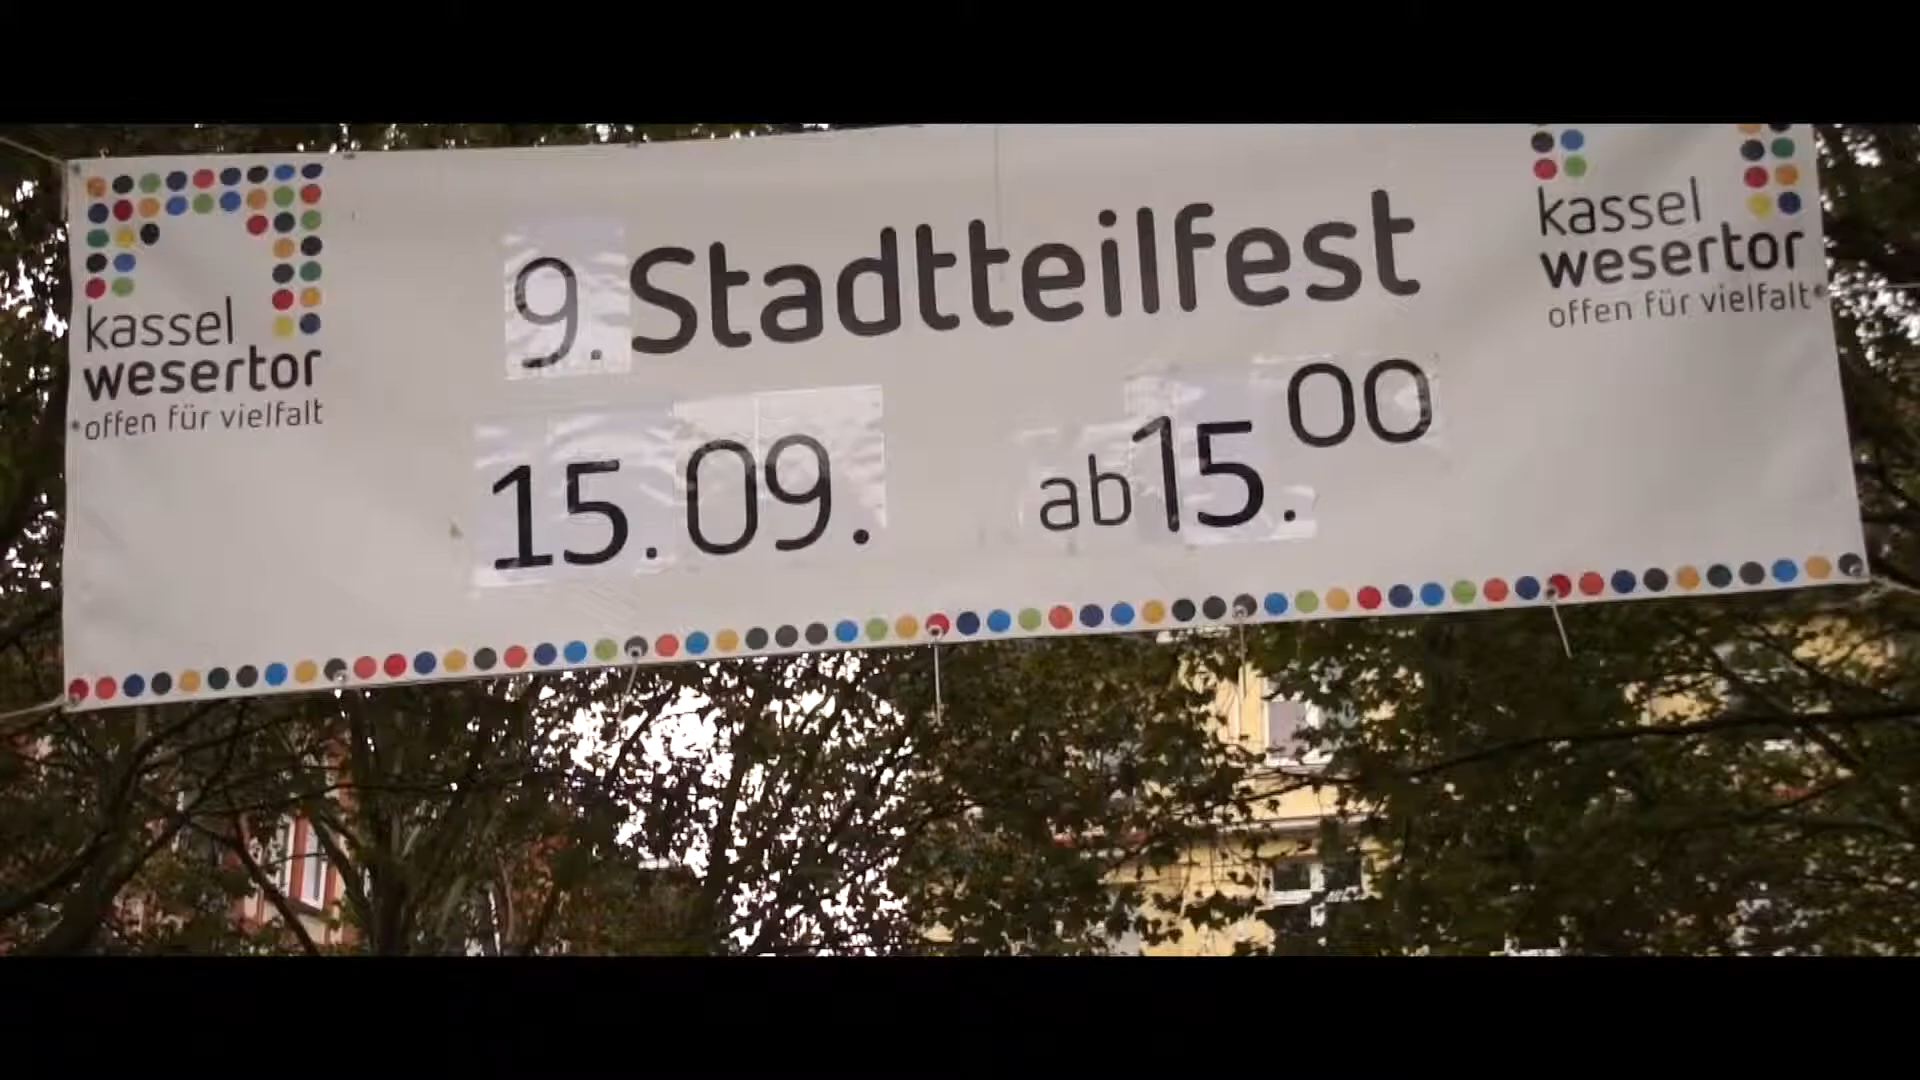 kassel
wesertor
*offen für vielfalt
9. Stadtteilfest
15.09. ab 15.00
kassel
wesertor
offen für vielfalt*